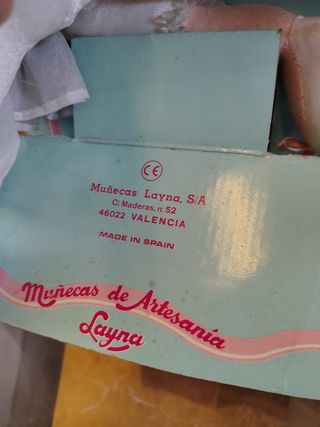 CE
Muñecas Layna, S/A
C. Maderas, n. 52
46022 VALENCIA
MADE IN SPAIN
Muñecas de Artesanía
Layna